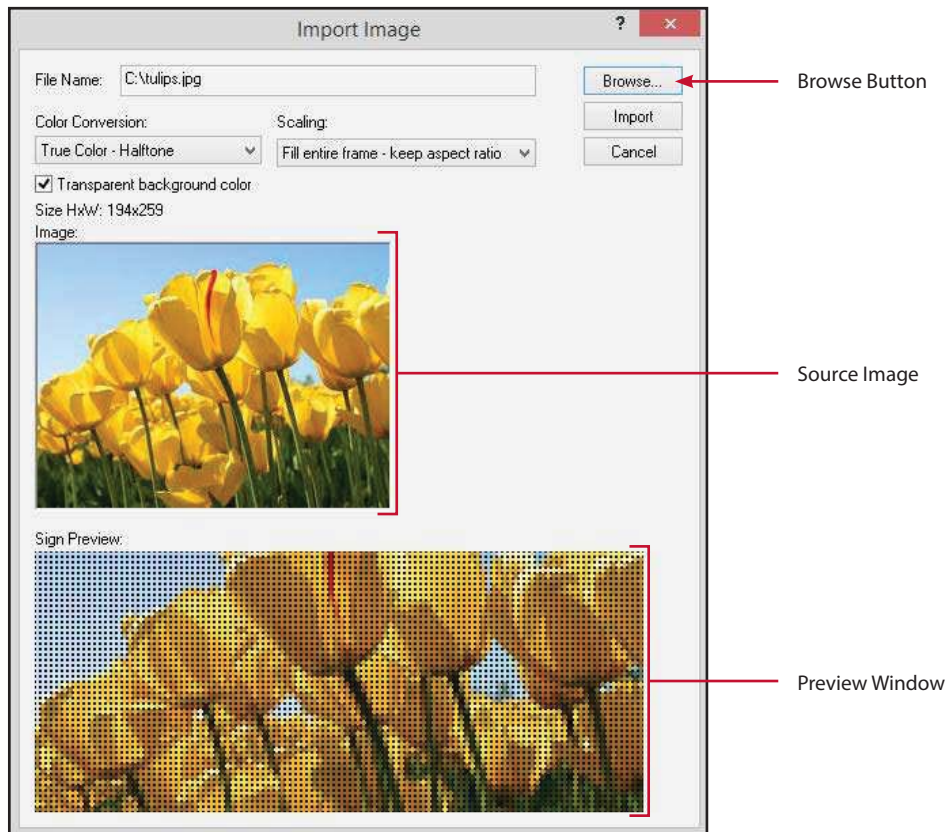 Import Image
? ×
File Name: C:\tulips.jpg
Browse...
Browse Button
Color Conversion:
Scaling:
Import
True Color - Halftone
Fill entire frame - keep aspect ratio
Cancel
Transparent background color
Size HxW: 194x259
Image:
Source Image
Sign Preview:
Preview Window